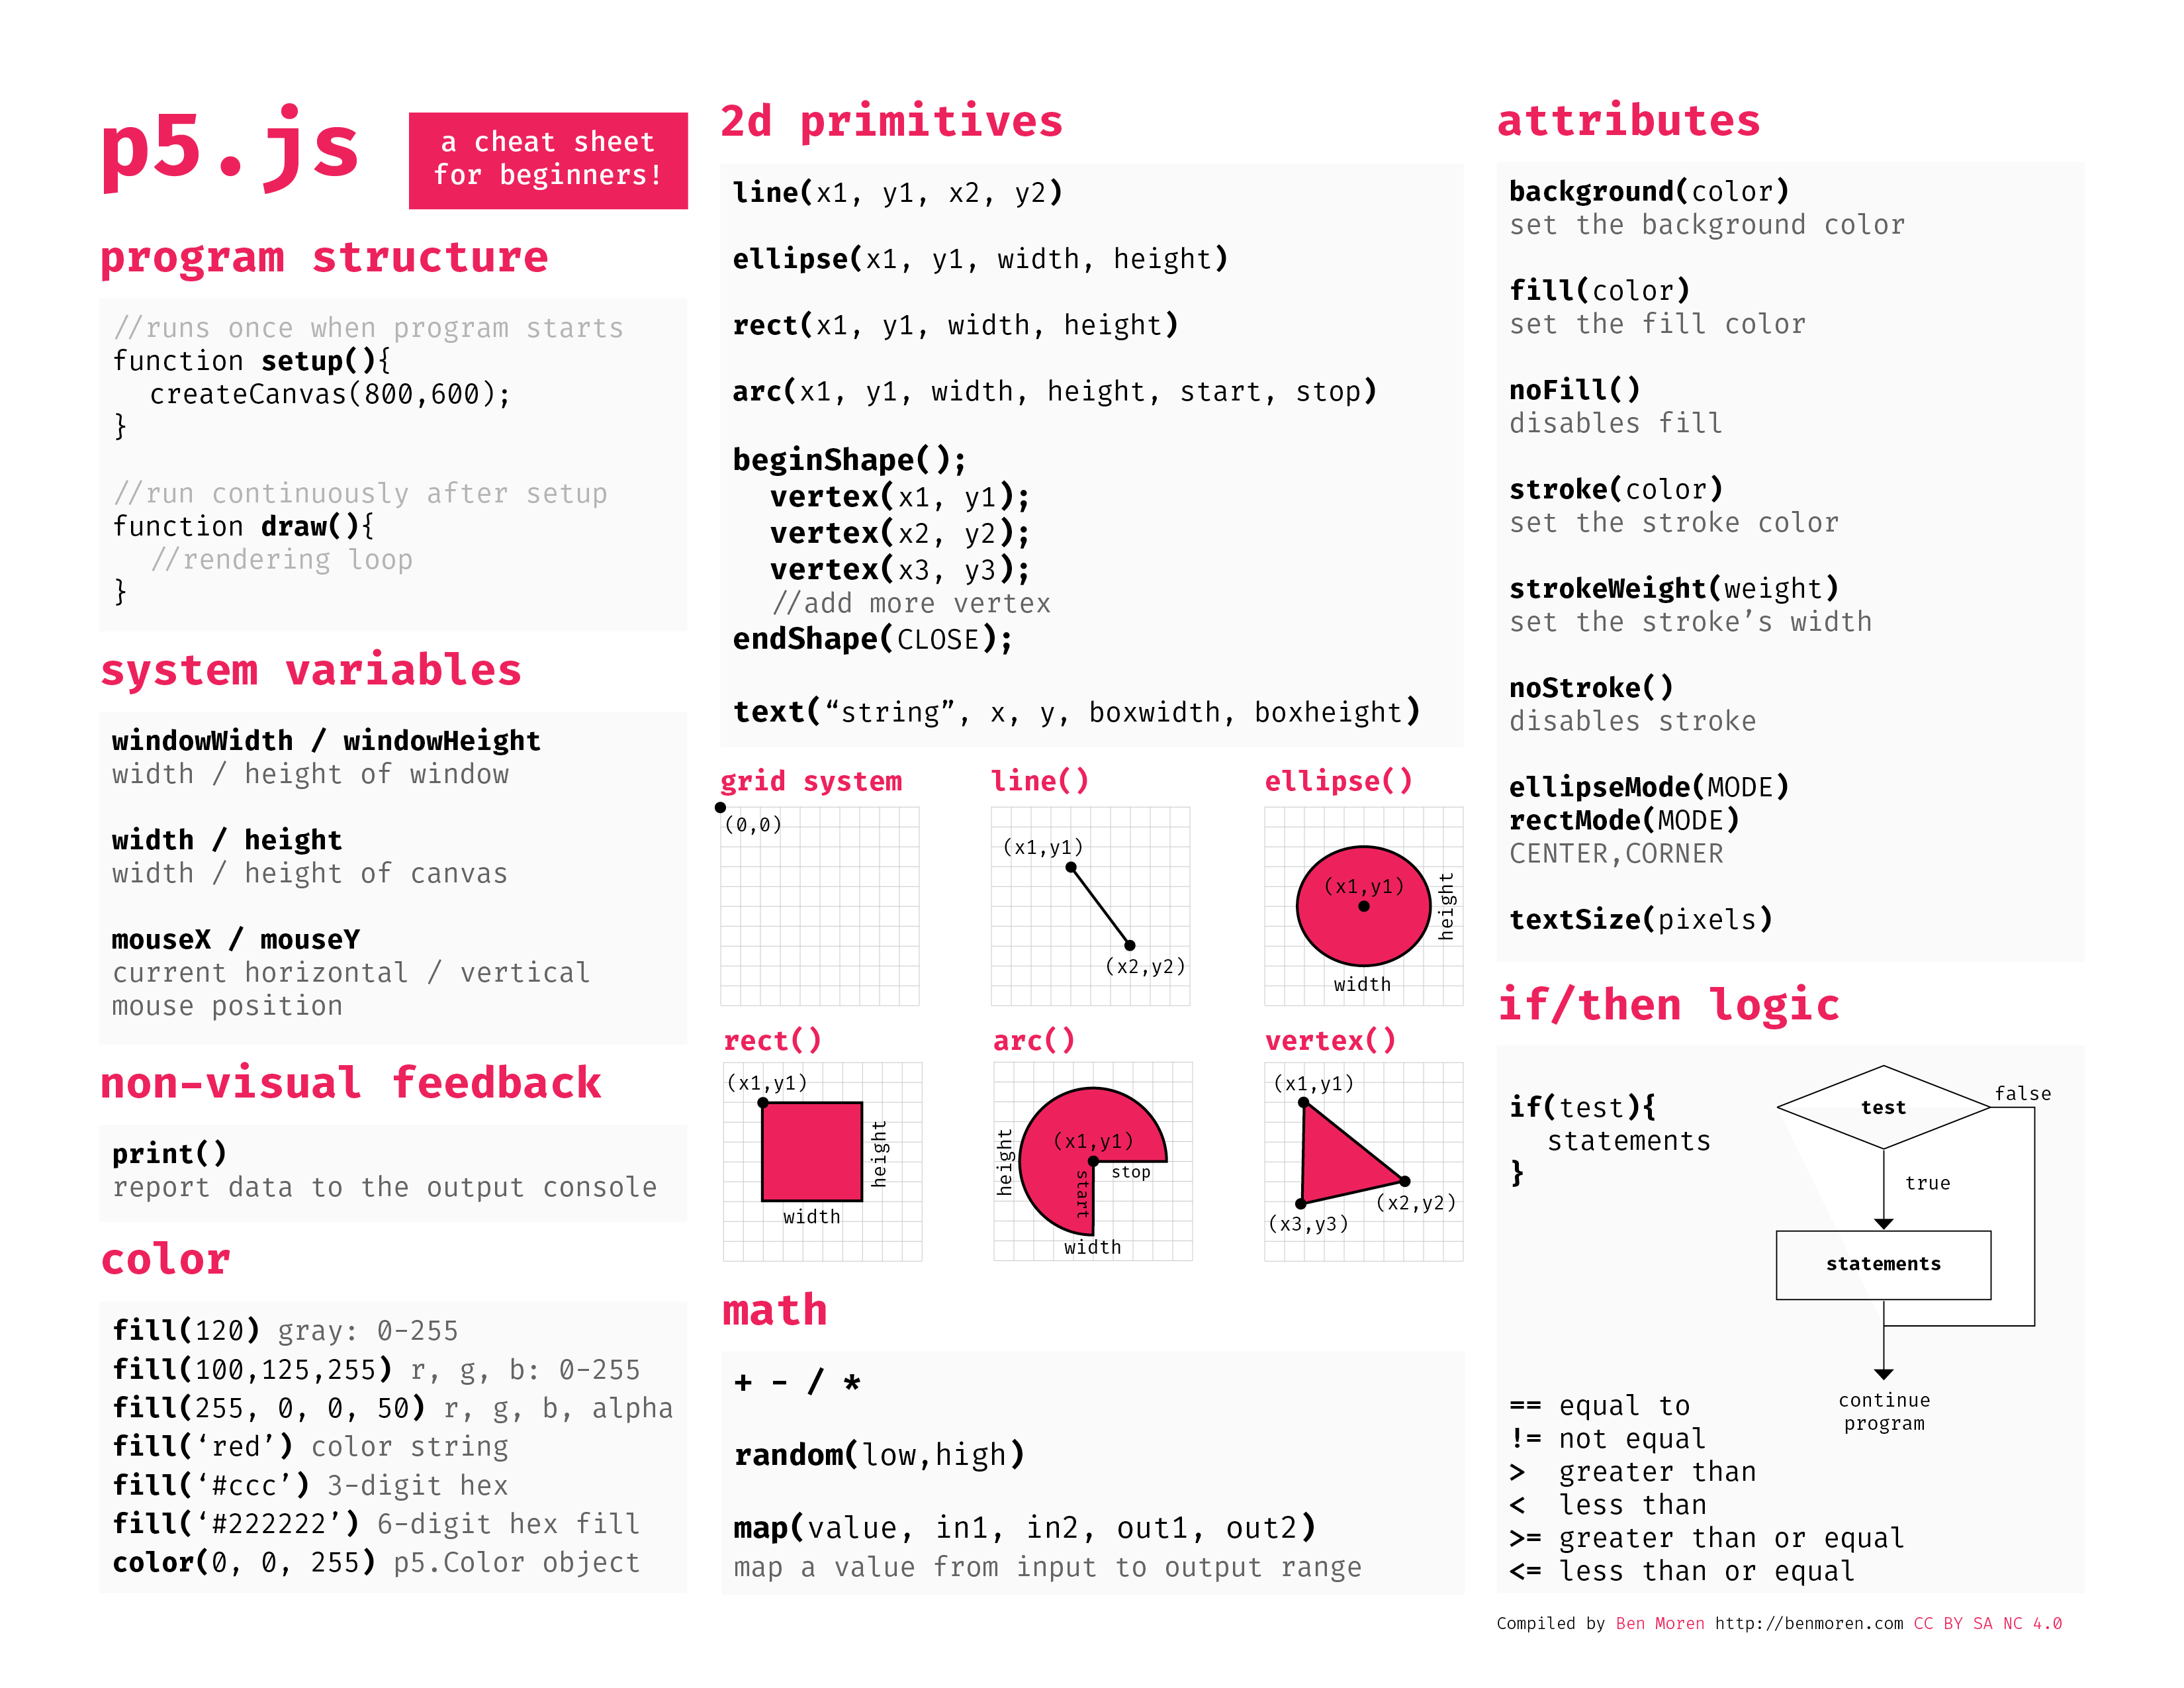 p5.js
a cheat sheet
for beginners!
program structure
//runs once when program starts
function setup(){
createCanvas(800,600);
}
//run continuously after setup
function draw(){
//rendering loop
}
system variables
windowWidth / windowHeight
width / height of window
width / height
width / height of canvas
mouseX / mouseY
current horizontal / vertical
mouse position
non-visual feedback
print()
report data to the output console
color
fill(120) gray: 0-255
fill(100,125,255) r, g, b: 0-255
fill(255, 0, 0, 50) r, g, b, alpha
fill(‘red’) color string
fill(‘#ccc’) 3-digit hex
fill(‘#222222’) 6-digit hex fill
color(0, 0, 255) p5.Color object
2d primitives
line(x1, y1, x2, y2)
ellipse(x1, y1, width, height)
rect(x1, y1, width, height)
arc(x1, y1, width, height, start, stop)
beginShape();
vertex(x1, y1);
vertex(x2, y2);
vertex(x3, y3);
//add more vertex
endShape(CLOSE);
text(“string”, x, y, boxwidth, boxheight)
grid system
(0,0)
line()
(x1,y1)
(x2,y2)
ellipse()
(x1,y1)
height
width
rect()
(x1,y1)
height
width
arc()
height
(x1,y1)
stop
start
width
vertex()
(x1,y1)
(x2,y2)
(x3,y3)
math
+ - / *
random(low,high)
map(value, in1, in2, out1, out2)
map a value from input to output range
attributes
background(color)
set the background color
fill(color)
set the fill color
noFill()
disables fill
stroke(color)
set the stroke color
strokeWeight(weight)
set the stroke’s width
noStroke()
disables stroke
ellipseMode(MODE)
rectMode(MODE)
CENTER,CORNER
textSize(pixels)
if/then logic
if(test){
statements
}
test
false
true
statements
continue
program
== equal to
!= not equal
> greater than
< less than
>= greater than or equal
<= less than or equal
Compiled by Ben Moren http://benmoren.com CC BY SA NC 4.0